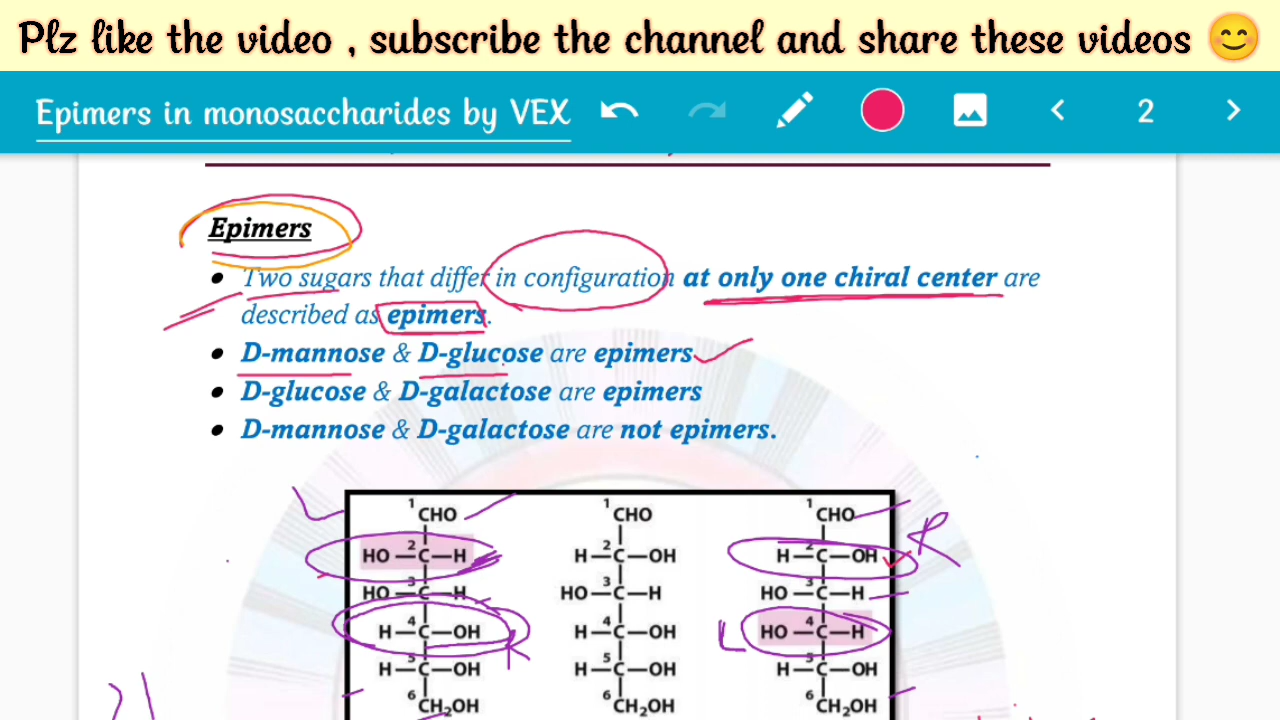 Plz like the video , subscribe the channel and share these videos 😊
Epimers in monosaccharides by VEX
2
Epimers
• Two sugars that differ in configuration at only one chiral center are
described as epimers.
• D-mannose & D-glucose are epimers
• D-glucose & D-galactose are epimers
• D-mannose & D-galactose are not epimers.
1CHO 1CHO 1CHO
HO—2C—H H—2C—OH H—2C—OH R
HO—3C—H HO—3C—H HO—3C—H
H—4C—OH R H—4C—OH L HO—4C—H
H—5C—OH H—5C—OH H—5C—OH
6CH₂OH 6CH₂OH 6CH₂OH